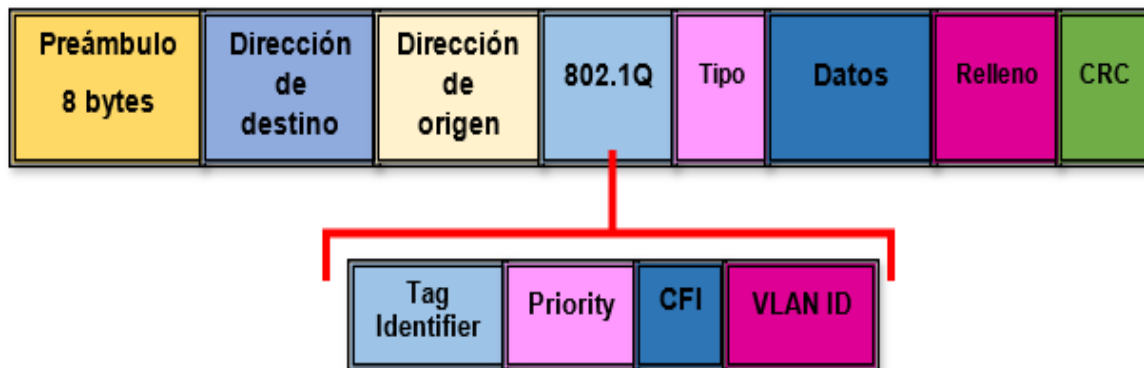 Preámbulo
8 bytes
Dirección
de
destino
Dirección
de
origen
802.1Q
Tipo
Datos
Relleno
CRC
Tag
Identifier
Priority
CFI
VLAN ID